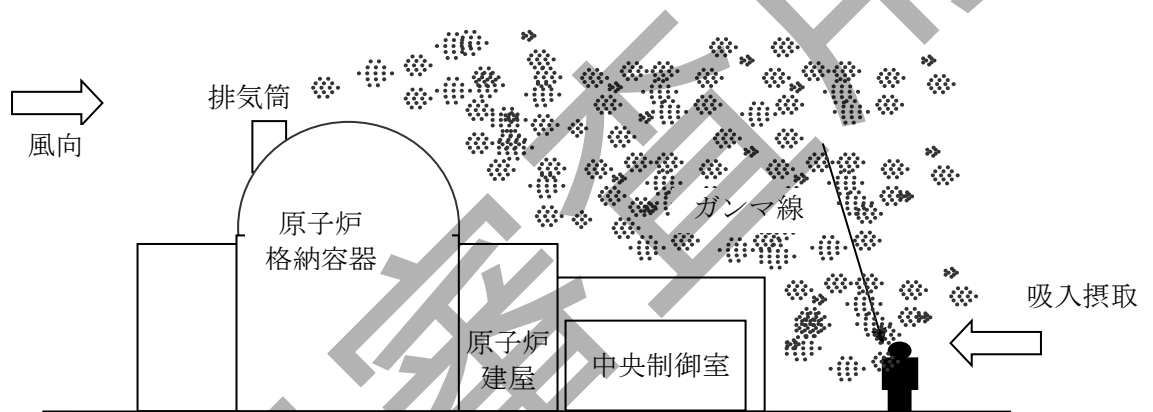 排気筒
風向
原子炉
格納容器
ガンマ線
吸入摂取
原子炉
建屋
中央制御室